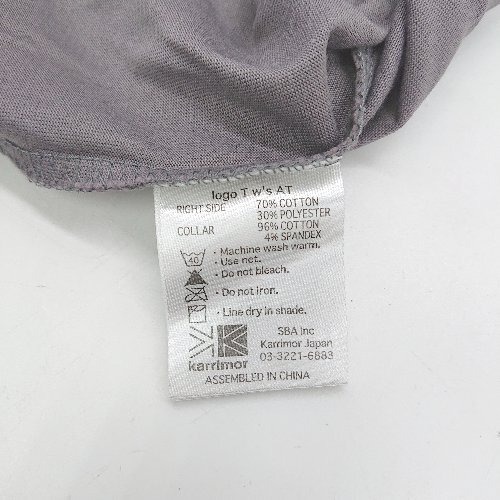 logo T w's AT
RIGHT SIDE 70% COTTON
30% POLYESTER
COLLAR 96% COTTON
4% SPANDEX
40 • Machine wash warm.
• Use net.
• Do not bleach.
• Do not iron.
• Line dry in shade.
SBA Inc
Karrimor Japan
karrimor 03-3221-6883
ASSEMBLED IN CHINA